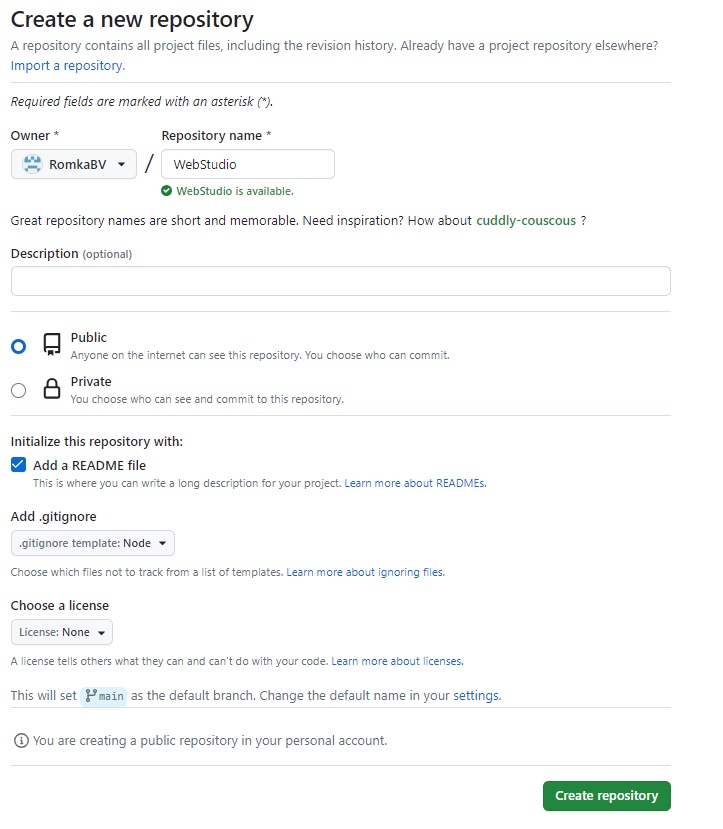 Create a new repository
A repository contains all project files, including the revision history. Already have a project repository elsewhere?
Import a repository.
Required fields are marked with an asterisk (*).
Owner * Repository name *
RomkaBV / WebStudio
WebStudio is available.
Great repository names are short and memorable. Need inspiration? How about cuddly-couscous ?
Description (optional)
Public
Anyone on the internet can see this repository. You choose who can commit.
Private
You choose who can see and commit to this repository.
Initialize this repository with:
Add a README file
This is where you can write a long description for your project. Learn more about READMEs.
Add .gitignore
.gitignore template: Node
Choose which files not to track from a list of templates. Learn more about ignoring files.
Choose a license
License: None
A license tells others what they can and can't do with your code. Learn more about licenses.
This will set main as the default branch. Change the default name in your settings.
You are creating a public repository in your personal account.
Create repository